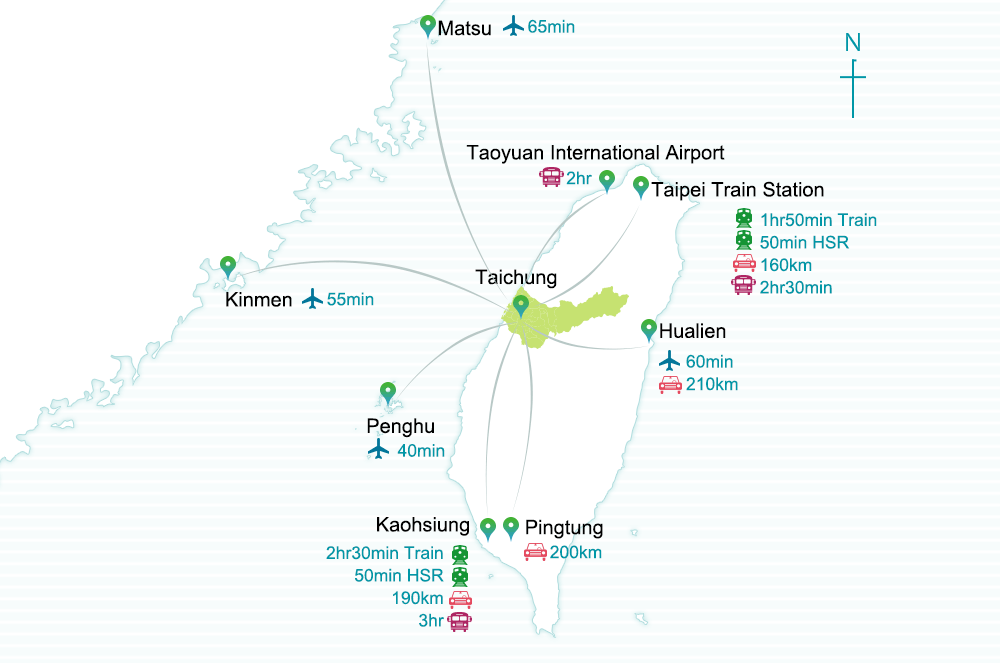 Matsu 65min
N
Taoyuan International Airport
2hr
Taipei Train Station
1hr50min Train
50min HSR
160km
2hr30min
Taichung
Kinmen 55min
Hualien
60min
210km
Penghu
40min
Kaohsiung
2hr30min Train
50min HSR
190km
3hr
Pingtung
200km